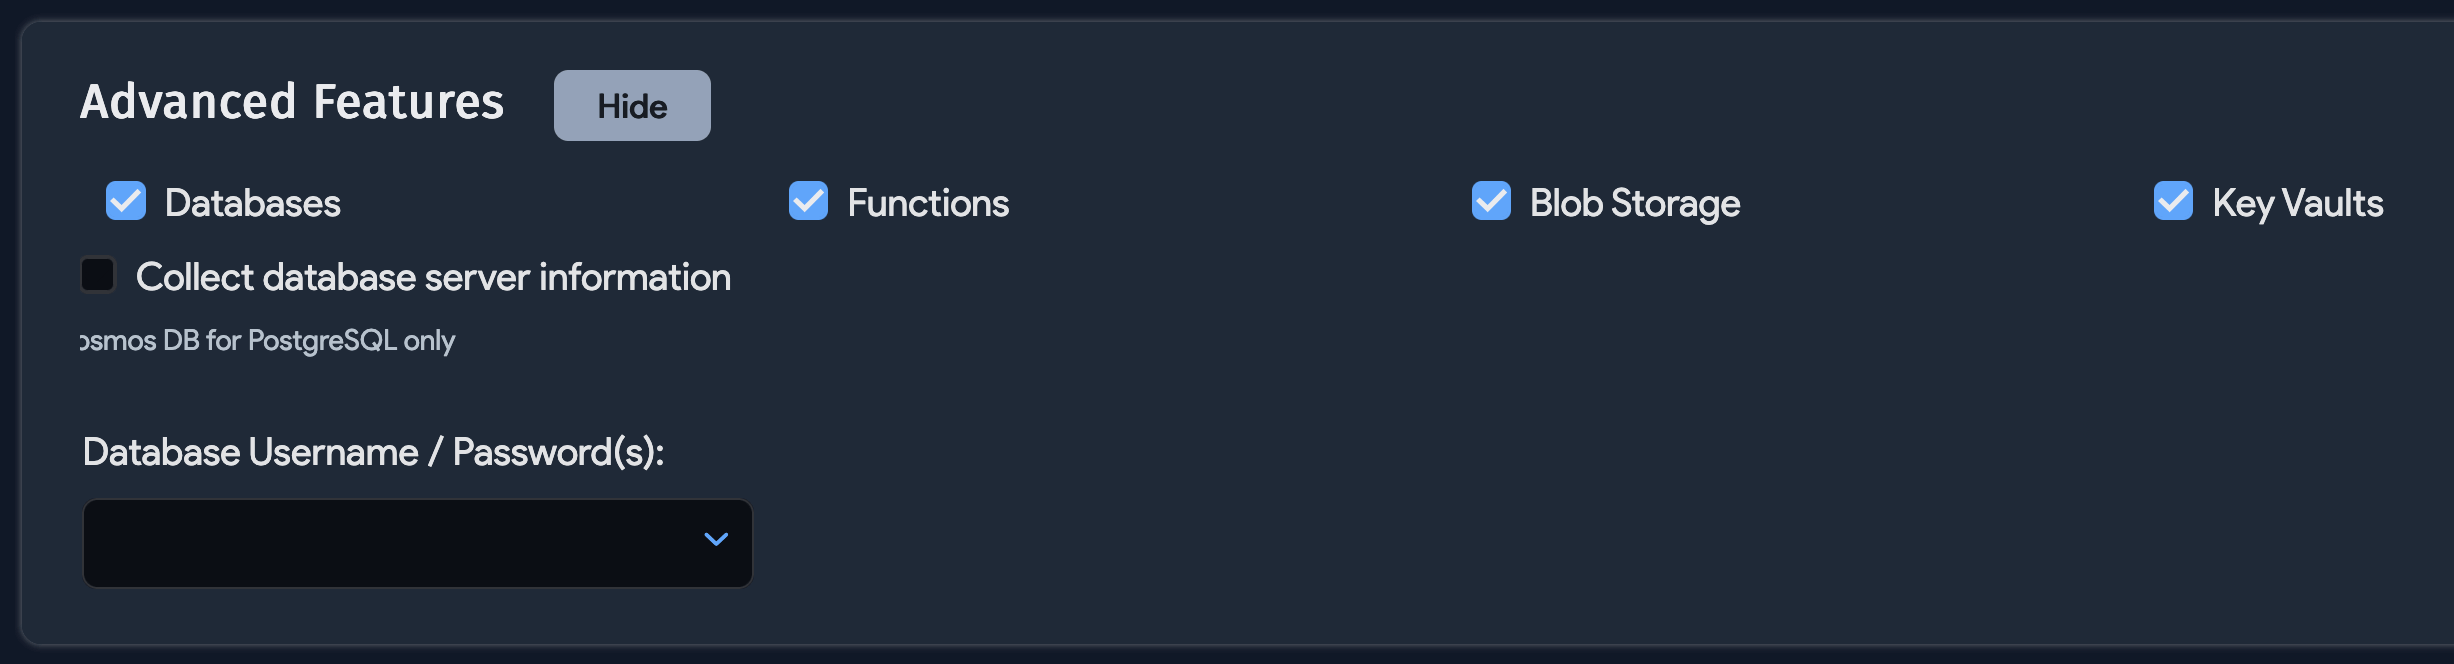 Advanced Features Hide
Databases Functions Blob Storage Key Vaults
Collect database server information
osmos DB for PostgreSQL only
Database Username / Password(s):